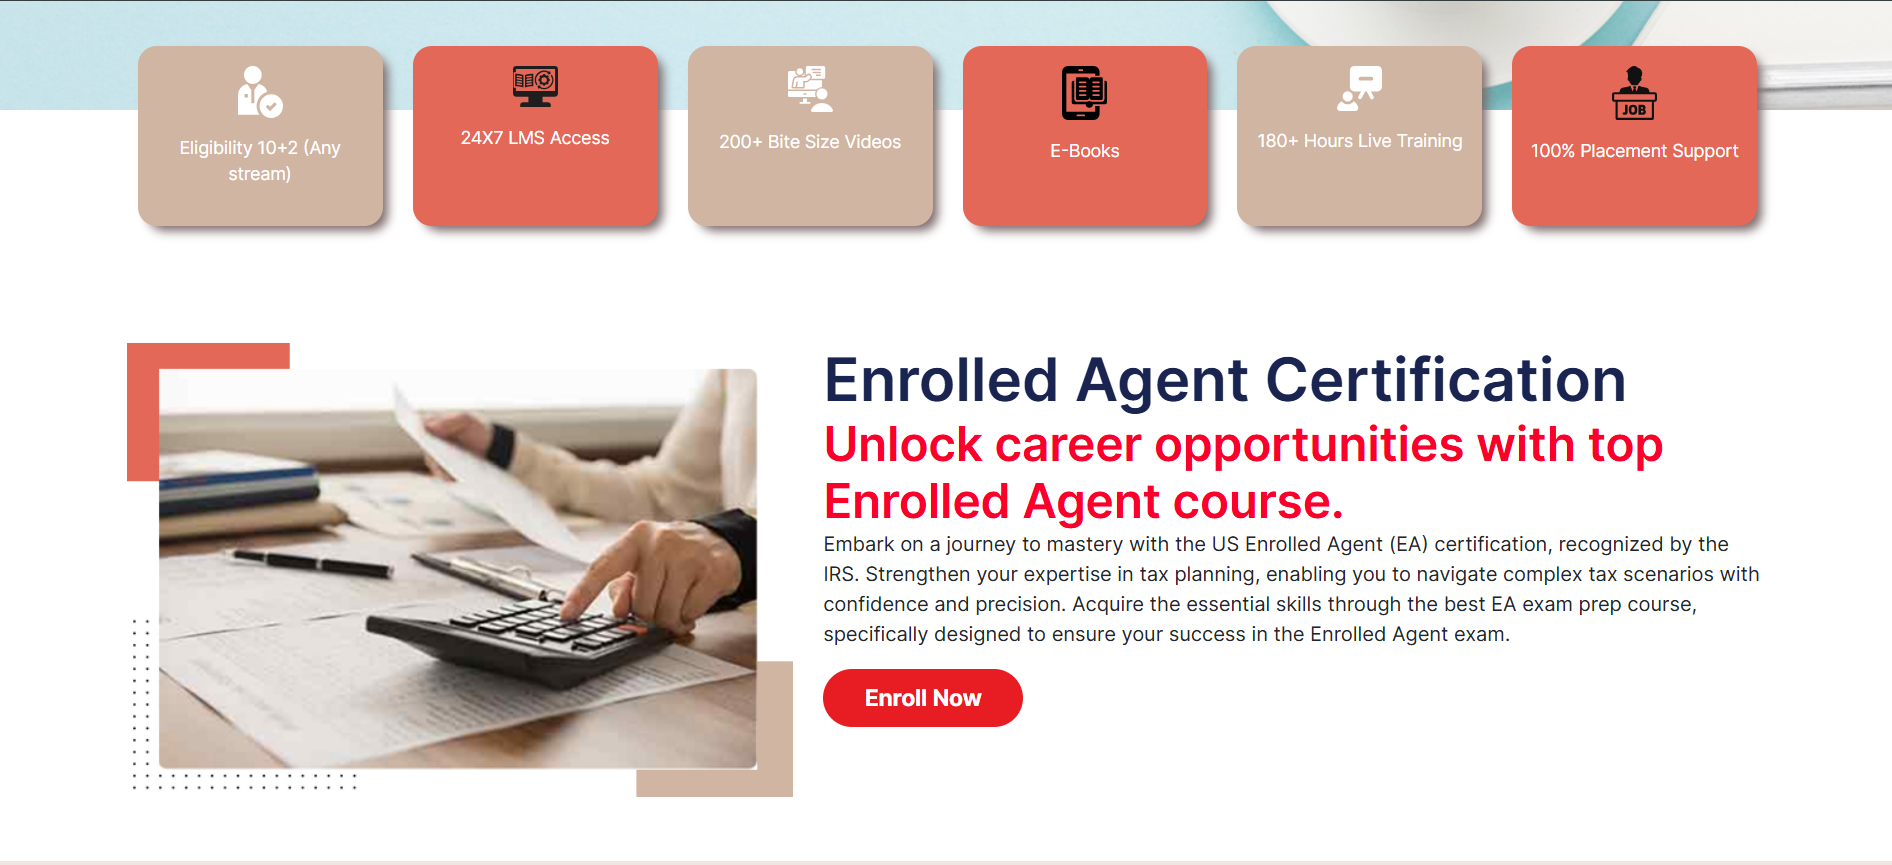 Eligibility 10+2 (Any
stream)
24X7 LMS Access
200+ Bite Size Videos
E-Books
180+ Hours Live Training
JOB
100% Placement Support
Enrolled Agent Certification
Unlock career opportunities with top
Enrolled Agent course.
Embark on a journey to mastery with the US Enrolled Agent (EA) certification, recognized by the
IRS. Strengthen your expertise in tax planning, enabling you to navigate complex tax scenarios with
confidence and precision. Acquire the essential skills through the best EA exam prep course,
specifically designed to ensure your success in the Enrolled Agent exam.
Enroll Now